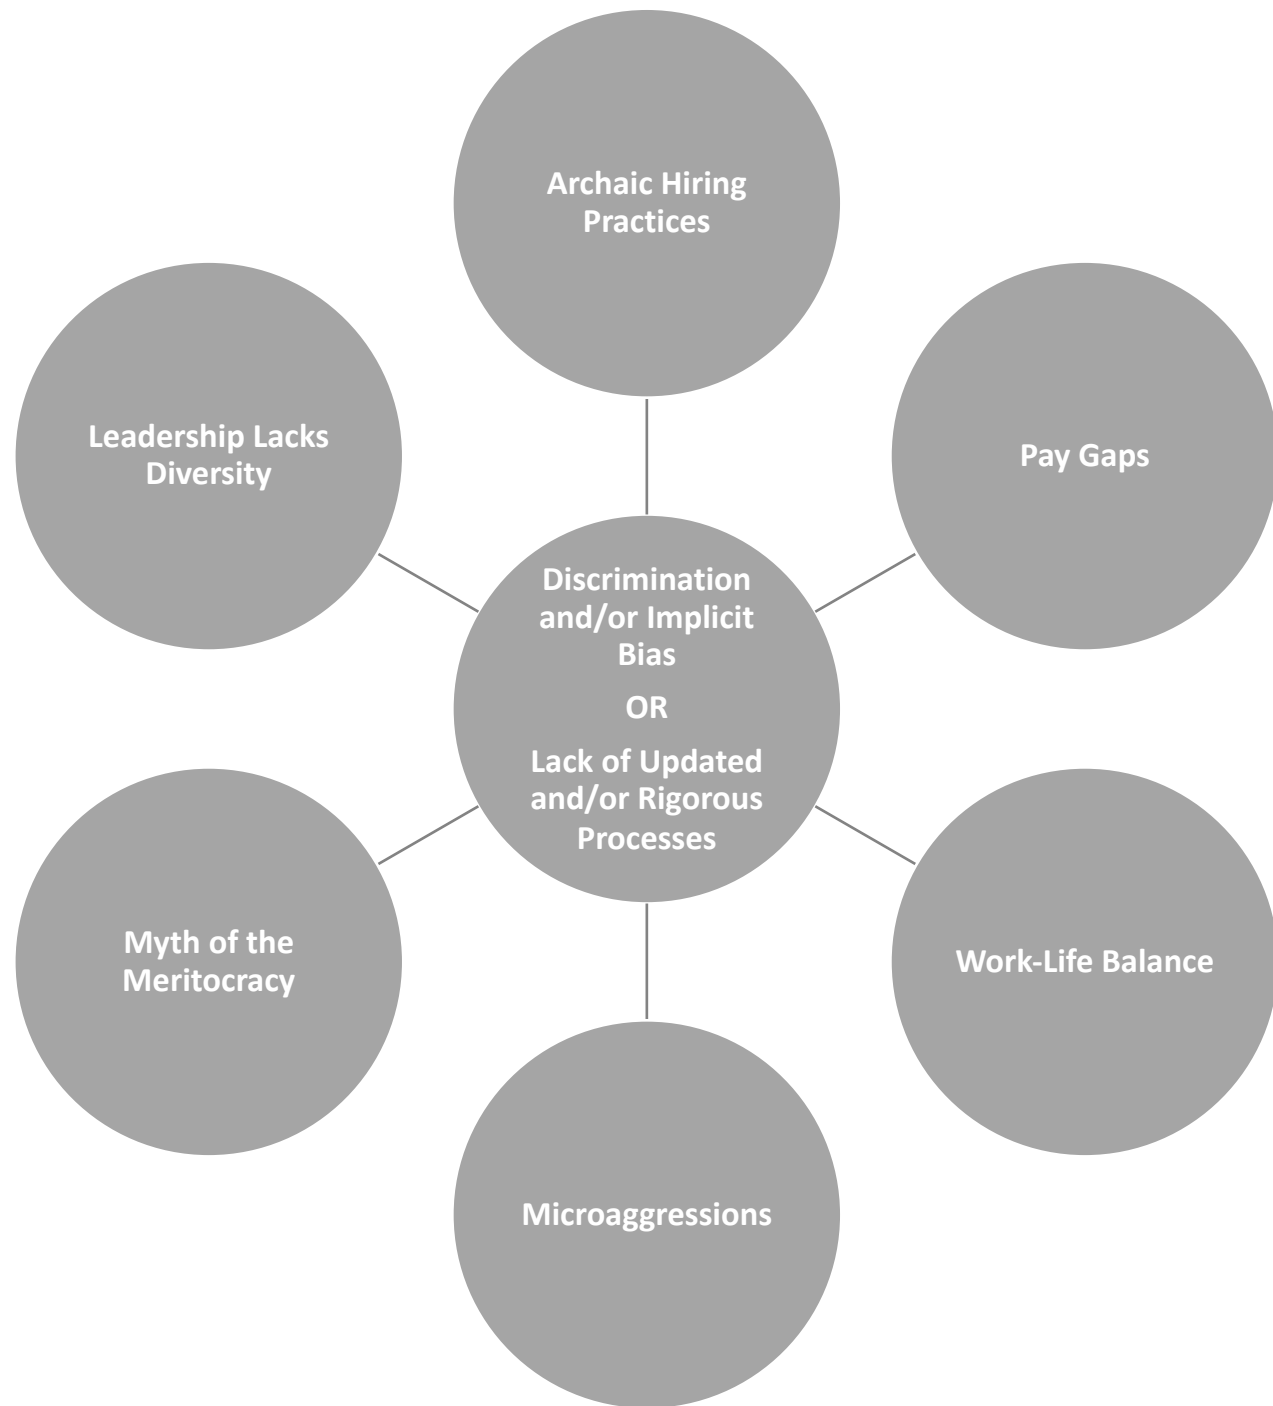 Archaic Hiring
Practices
Leadership Lacks
Diversity
Pay Gaps
Discrimination
and/or Implicit
Bias
OR
Lack of Updated
and/or Rigorous
Processes
Myth of the
Meritocracy
Work-Life Balance
Microaggressions